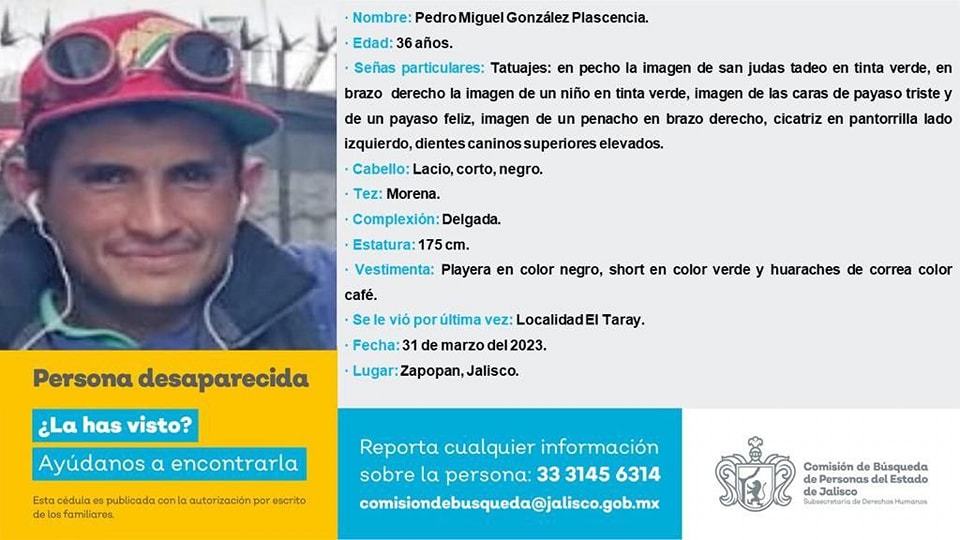 · Nombre: Pedro Miguel González Plascencia.
· Edad: 36 años.
· Señas particulares: Tatuajes: en pecho la imagen de san judas tadeo en tinta verde, en
brazo derecho la imagen de un niño en tinta verde, imagen de las caras de payaso triste y
de un payaso feliz, imagen de un penacho en brazo derecho, cicatriz en pantorrilla lado
izquierdo, dientes caninos superiores elevados.
· Cabello: Lacio, corto, negro.
· Tez: Morena.
· Complexión: Delgada.
· Estatura: 175 cm.
· Vestimenta: Playera en color negro, short en color verde y huaraches de correa color
café.
· Se le vió por última vez: Localidad El Taray.
· Fecha: 31 de marzo del 2023.
· Lugar: Zapopan, Jalisco.
Persona desaparecida
¿La has visto?
Ayúdanos a encontrarla
Esta cédula es publicada con la autorización por escrito
de los familiares.
Reporta cualquier información
sobre la persona: 33 3145 6314
comisiondebusqueda@jalisco.gob.mx
Comisión de Búsqueda
de Personas del Estado
de Jalisco
Subsecretaría de Derechos Humanos